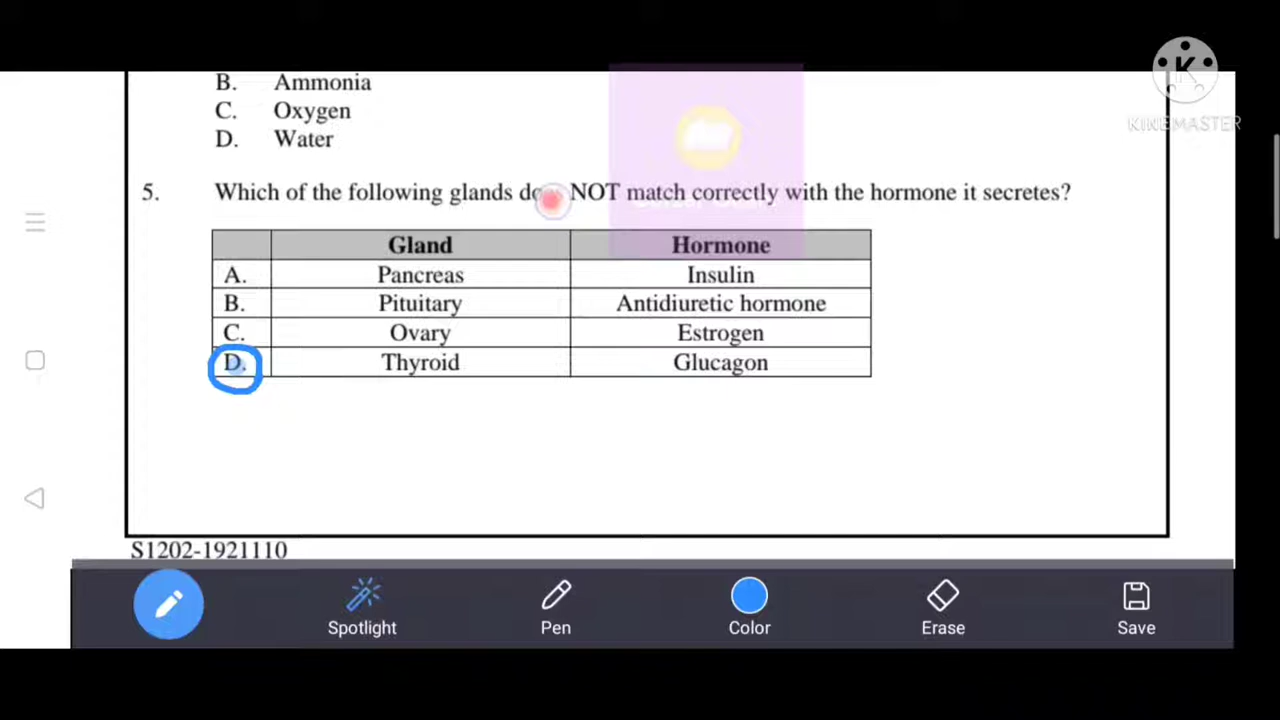 B. Ammonia
C. Oxygen
D. Water
KINEMASTER
5. Which of the following glands NOT match correctly with the hormone it secretes?
Gland Hormone
A. Pancreas Insulin
B. Pituitary Antidiuretic hormone
C. Ovary Estrogen
D. Thyroid Glucagon
S1202-1921110
Spotlight Pen Color Erase Save